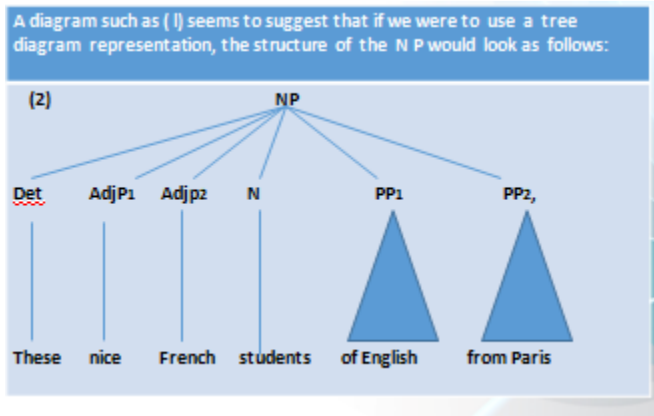 A diagram such as ( l) seems to suggest that if we were to use a tree
diagram representation, the structure of the N P would look as follows:
(2) NP
Det AdjP1 Adjp2 N PP1 PP2,
These nice French students of English from Paris